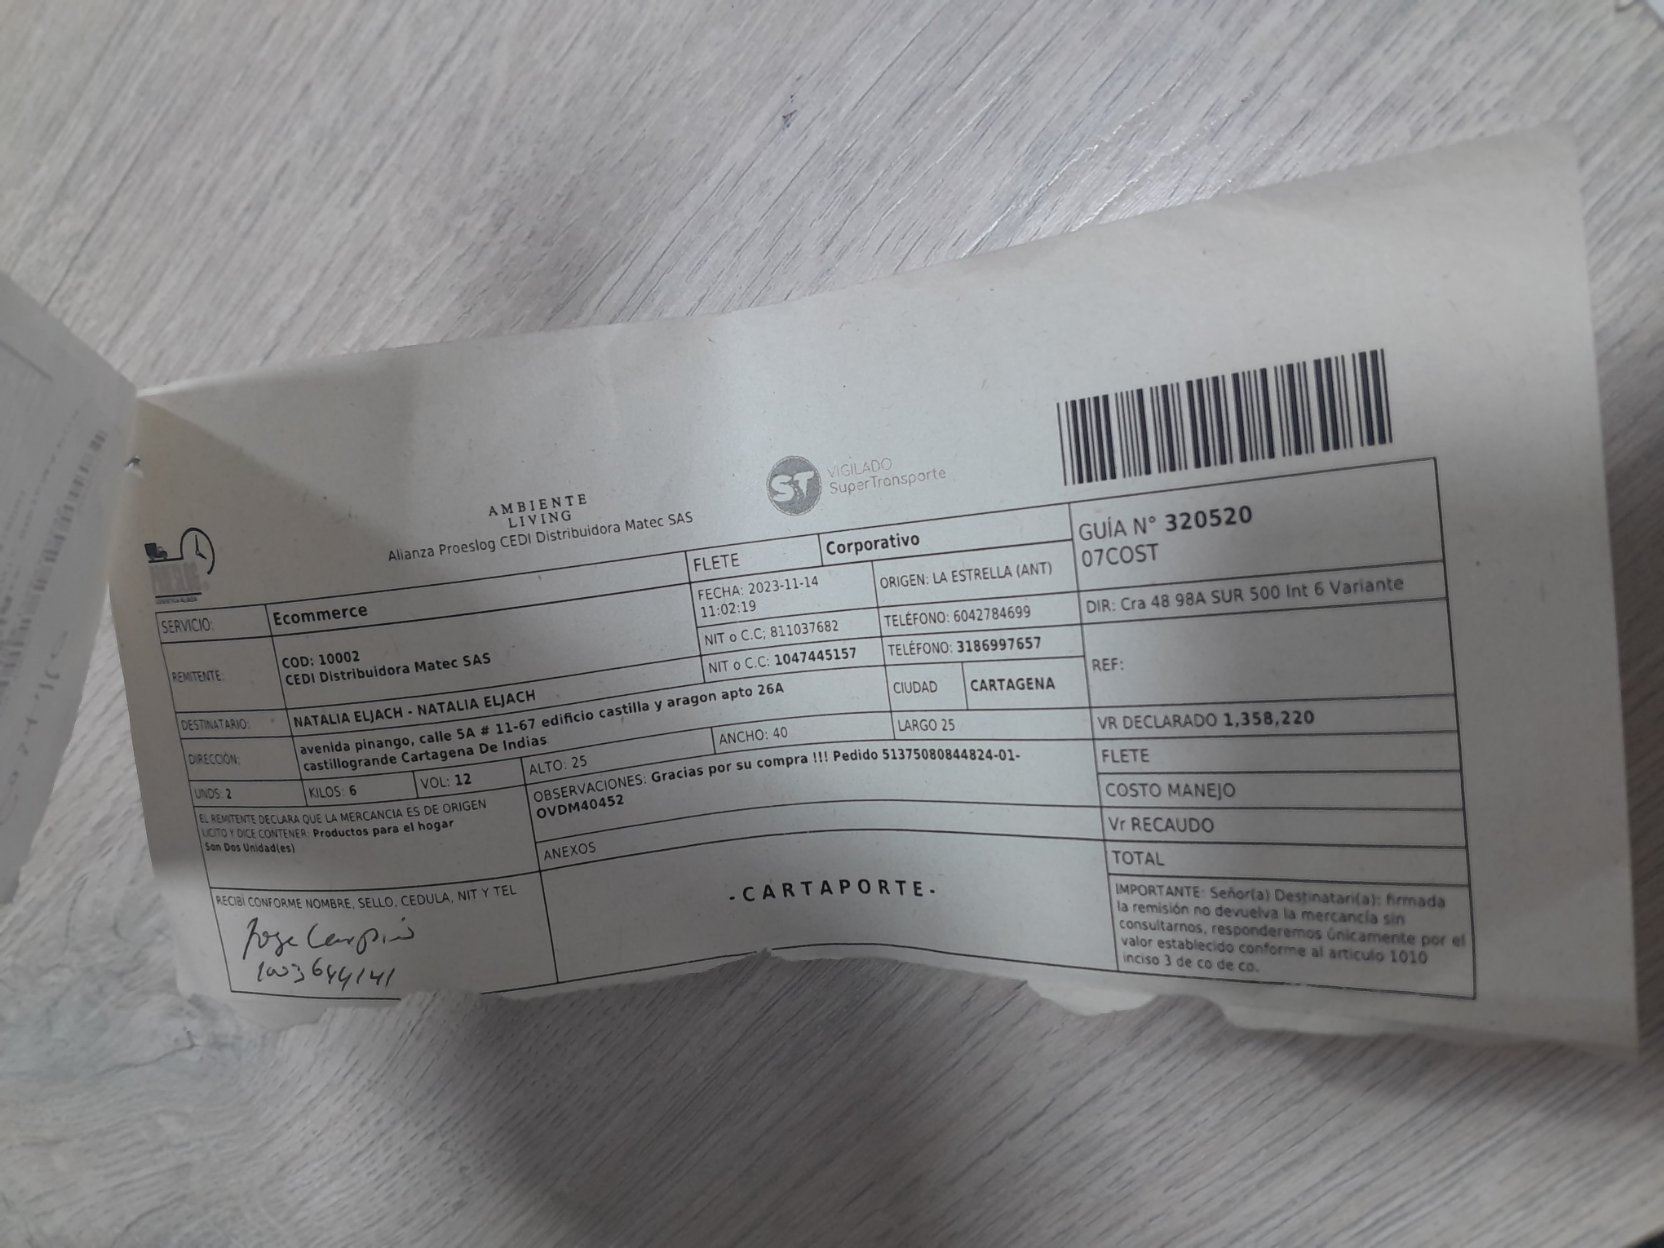 AMBIENTE
LIVING
Alianza Proeslog CEDI Distribuidora Matec SAS
ST VIGILADO
SuperTransporte
SERVICIO: Ecommerce
FLETE Corporativo
GUÍA N° 320520
07COST
REMITENTE: COD: 10002
CEDI Distribuidora Matec SAS
FECHA: 2023-11-14
11:02:19
ORIGEN: LA ESTRELLA (ANT)
NIT o C.C: 811037682
TELÉFONO: 6042784699
DIR: Cra 48 98A SUR 500 Int 6 Variante
DESTINATARIO: NATALIA ELJACH - NATALIA ELJACH
NIT o C.C: 1047445157
TELÉFONO: 3186997657
REF:
DIRECCIÓN: avenida pinango, calle 5A # 11-67 edificio castilla y aragon apto 26A
castillogrande Cartagena De Indias
CIUDAD CARTAGENA
UNDS: 2
KILOS: 6
VOL: 12
ALTO: 25
ANCHO: 40
LARGO 25
VR DECLARADO 1,358,220
EL REMITENTE DECLARA QUE LA MERCANCIA ES DE ORIGEN
LICITO Y DICE CONTENER: Productos para el hogar
Son Dos Unidad(es)
OBSERVACIONES: Gracias por su compra !!! Pedido 51375080844824-01-
OVDM40452
ANEXOS
FLETE
COSTO MANEJO
Vr RECAUDO
TOTAL
RECIBÍ CONFORME NOMBRE, SELLO, CEDULA, NIT Y TEL
1003644141
-CARTAPORTE-
IMPORTANTE: Señor(a) Destinatari(a): firmada
la remisión no devuelva la mercancía sin
consultarnos, responderemos únicamente por el
valor establecido conforme al articulo 1010
inciso 3 de co de co.